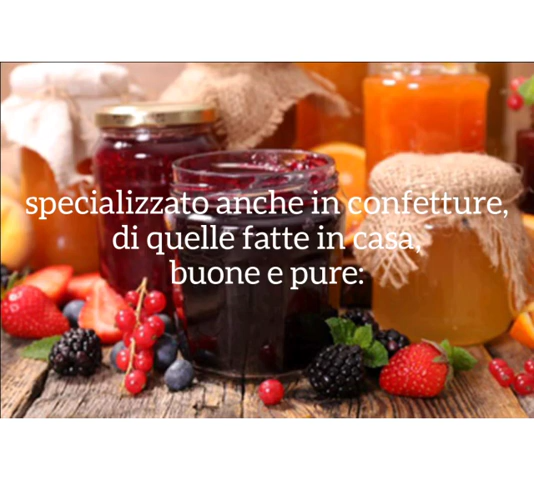 specializzato anche in confetture,
di quelle fatte in casa,
buone e pure: